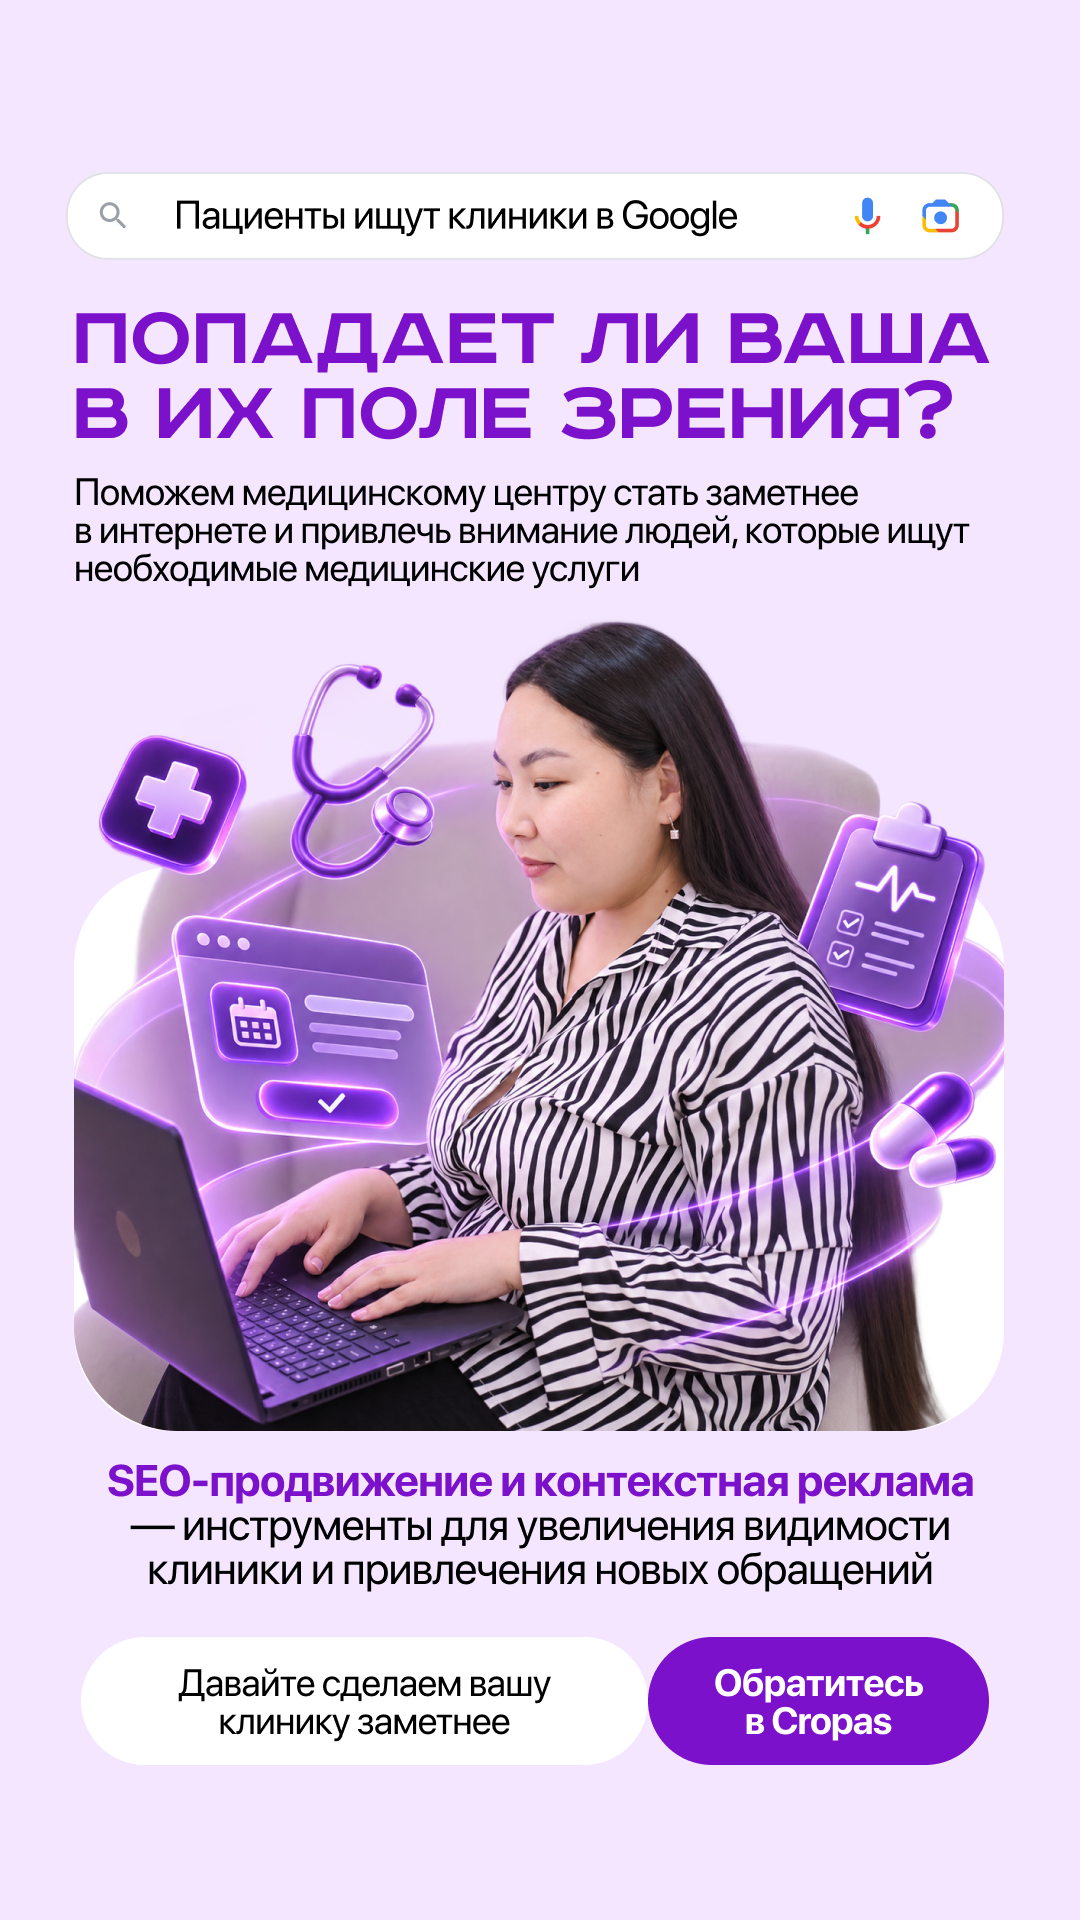 Пациенты ищут клиники в Google
ПОПАДАЕТ ЛИ ВАША
В ИХ ПОЛЕ ЗРЕНИЯ?
Поможем медицинскому центру стать заметнее
в интернете и привлечь внимание людей, которые ищут
необходимые медицинские услуги
SEO-продвижение и контекстная реклама
— инструменты для увеличения видимости
клиники и привлечения новых обращений
Давайте сделаем вашу
клинику заметнее
Обратитесь
в Cropas